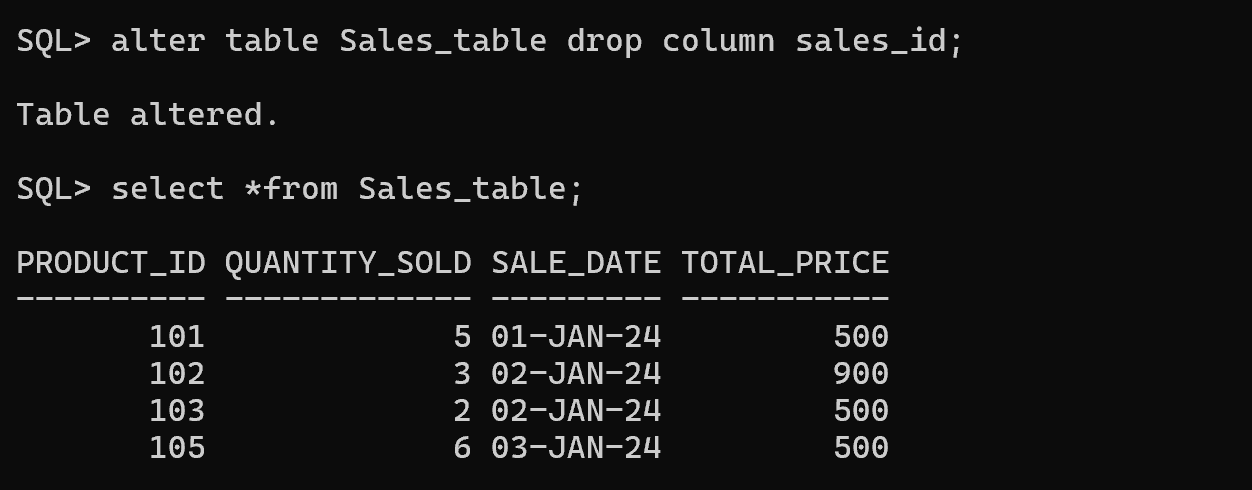 SQL> alter table Sales_table drop column sales_id;
Table altered.
SQL> select *from Sales_table;
PRODUCT_ID QUANTITY_SOLD SALE_DATE TOTAL_PRICE
---------- ------------- --------- -----------
       101             5 01-JAN-24         500
       102             3 02-JAN-24         900
       103             2 02-JAN-24         500
       105             6 03-JAN-24         500